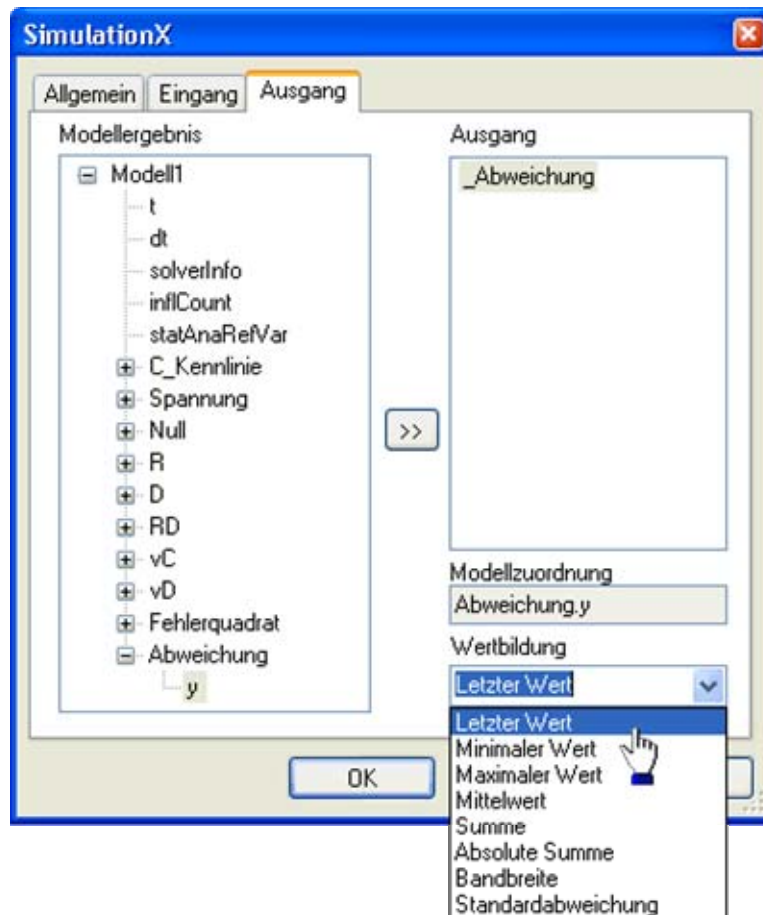 SimulationX
Allgemein Eingang Ausgang
Modellergebnis
Modell1
t
dt
solverInfo
inflCount
statAnaRefVar
C_Kennlinie
Spannung
Null
R
D
RD
vC
vD
Fehlerquadrat
Abweichung
y
>>
Ausgang
_Abweichung
Modellzuordnung
Abweichung.y
Wertbildung
Letzter Wert
Letzter Wert
Minimaler Wert
Maximaler Wert
Mittelwert
Summe
Absolute Summe
Bandbreite
Standardabweichung
OK